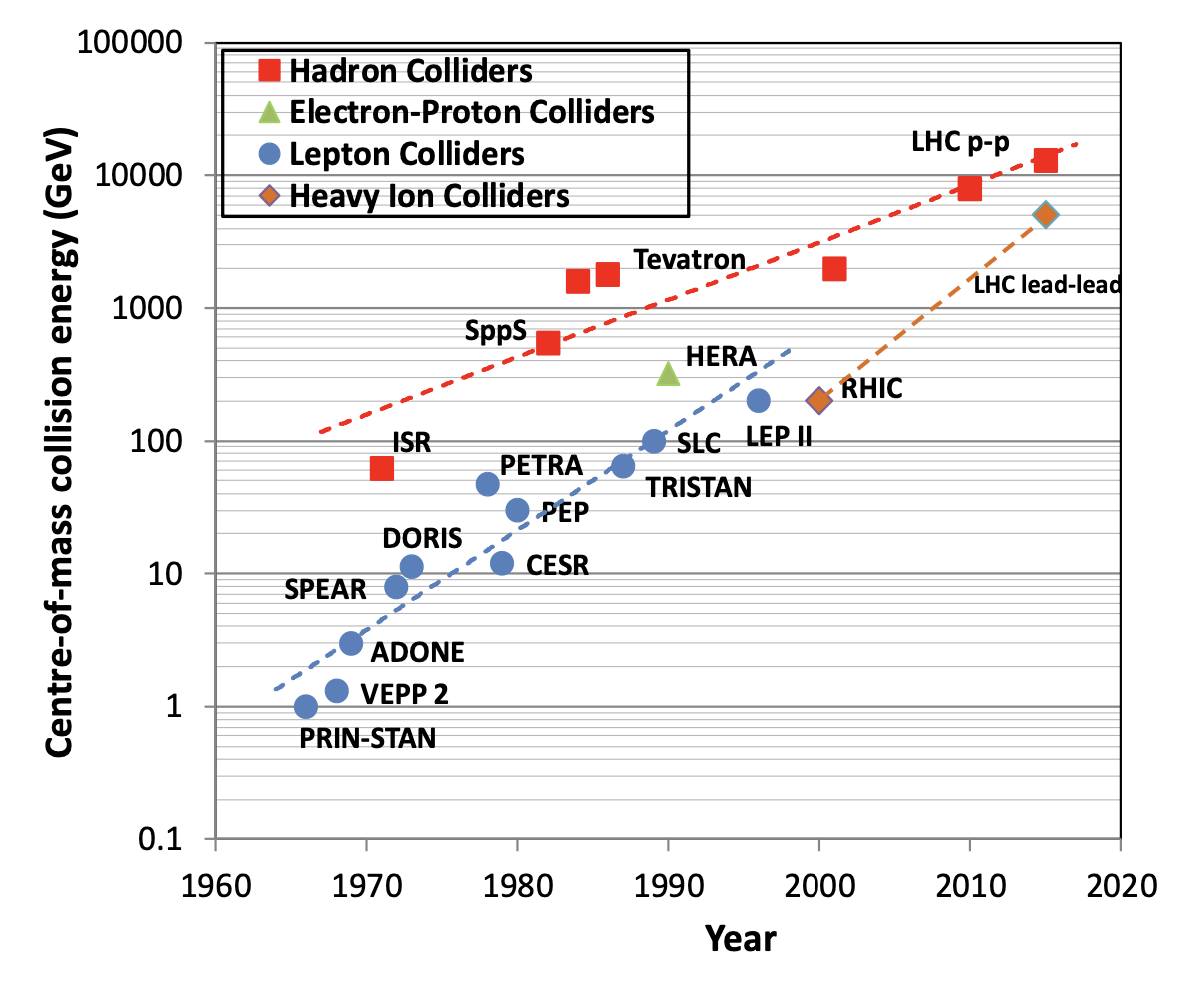 100000
10000
1000
100
10
1
0.1
Centre-of-mass collision energy (GeV)
Hadron Colliders
Electron-Proton Colliders
Lepton Colliders
Heavy Ion Colliders
LHC p-p
Tevatron
LHC lead-lead
SppS
HERA
RHIC
ISR
SLC
LEP II
PETRA
TRISTAN
PEP
DORIS
CESR
SPEAR
ADONE
VEPP 2
PRIN-STAN
1960 1970 1980 1990 2000 2010 2020
Year